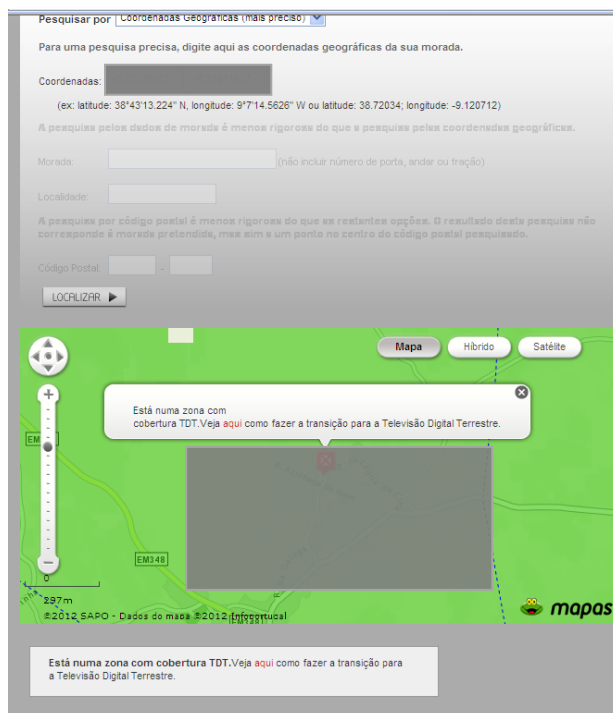 Pesquisar por Coordenadas Geográficas (mais preciso)
Para uma pesquisa precisa, digite aqui as coordenadas geográficas da sua morada.
Coordenadas:
(ex: latitude: 38°43'13.224" N, longitude: 9°7'14.5626" W ou latitude: 38.72034; longitude: -9.120712)
A pesquisa pelos dados de morada é menos rigorosa do que a pesquisa pelas coordenadas geográficas.
Morada: (não incluir número de porta, andar ou fração)
Localidade:
A pesquisa por código postal é menos rigorosa do que as restantes opções. O resultado desta pesquisa não
corresponde é morada pretendida, mas sim a um ponto no centro do código postal pesquisado.
Código Postal: -
LOCALIZAR
Mapa Híbrido Satélite
Está numa zona com
cobertura TDT.Veja aqui como fazer a transição para a Televisão Digital Terrestre.
EM
EM348
0
297m
©2012 SAPO - Dados do mapa ©2012 Infoportugal
EM348
mapas
Está numa zona com cobertura TDT.Veja aqui como fazer a transição para
a Televisão Digital Terrestre.